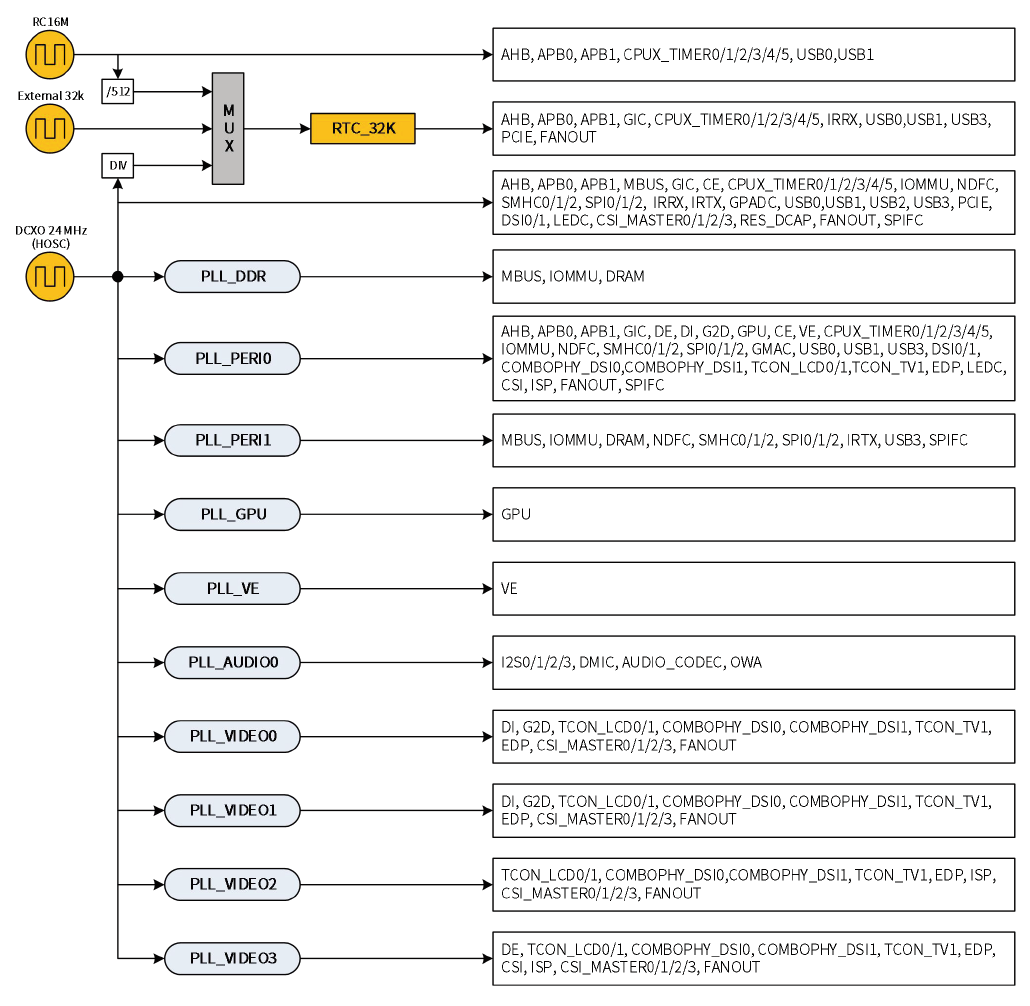 RC16M
AHB, APB0, APB1, CPUX_TIMER0/1/2/3/4/5, USB0,USB1
/512
External 32k
MUX
RTC_32K
AHB, APB0, APB1, GIC, CPUX_TIMER0/1/2/3/4/5, IRRX, USB0,USB1, USB3,
PCIE, FANOUT
DIV
AHB, APB0, APB1, MBUS, GIC, CE, CPUX_TIMER0/1/2/3/4/5, IOMMU, NDFC,
SMHC0/1/2, SPI0/1/2, IRRX, IRTX, GPADC, USB0,USB1, USB2, USB3, PCIE,
DSI0/1, LEDC, CSI_MASTER0/1/2/3, RES_DCAP, FANOUT, SPIFC
DCXO 24 MHz
(HOSC)
PLL_DDR
MBUS, IOMMU, DRAM
PLL_PERI0
AHB, APB0, APB1, GIC, DE, DI, G2D, GPU, CE, VE, CPUX_TIMER0/1/2/3/4/5,
IOMMU, NDFC, SMHC0/1/2, SPI0/1/2, GMAC, USB0, USB1, USB3, DSI0/1,
COMBOPHY_DSI0,COMBOPHY_DSI1, TCON_LCD0/1,TCON_TV1, EDP, LEDC,
CSI, ISP, FANOUT, SPIFC
PLL_PERI1
MBUS, IOMMU, DRAM, NDFC, SMHC0/1/2, SPI0/1/2, IRTX, USB3, SPIFC
PLL_GPU
GPU
PLL_VE
VE
PLL_AUDIO0
I2S0/1/2/3, DMIC, AUDIO_CODEC, OWA
PLL_VIDEO0
DI, G2D, TCON_LCD0/1, COMBOPHY_DSI0, COMBOPHY_DSI1, TCON_TV1,
EDP, CSI_MASTER0/1/2/3, FANOUT
PLL_VIDEO1
DI, G2D, TCON_LCD0/1, COMBOPHY_DSI0, COMBOPHY_DSI1, TCON_TV1,
EDP, CSI_MASTER0/1/2/3, FANOUT
PLL_VIDEO2
TCON_LCD0/1, COMBOPHY_DSI0,COMBOPHY_DSI1, TCON_TV1, EDP, ISP,
CSI_MASTER0/1/2/3, FANOUT
PLL_VIDEO3
DE, TCON_LCD0/1, COMBOPHY_DSI0, COMBOPHY_DSI1, TCON_TV1, EDP,
CSI, ISP, CSI_MASTER0/1/2/3, FANOUT